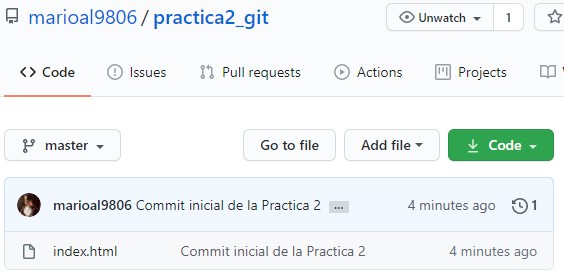 marioal9806 / practica2_git Unwatch 1
Code Issues Pull requests Actions Projects
master Go to file Add file Code
marioal9806 Commit inicial de la Practica 2 ... 4 minutes ago 1
index.html Commit inicial de la Practica 2 4 minutes ago